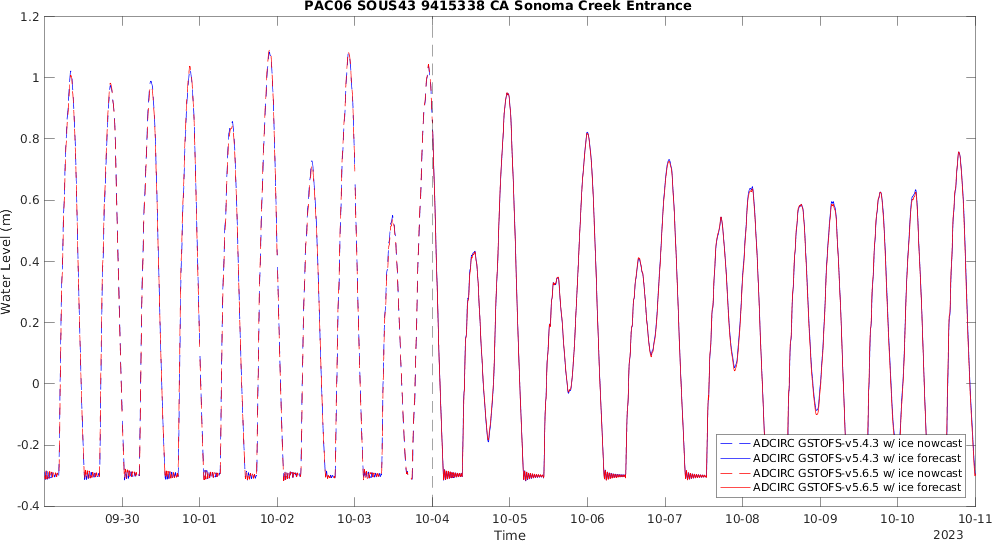 PAC06 SOUS43 9415338 CA Sonoma Creek Entrance
1.2
1
0.8
0.6
0.4
0.2
0
-0.2
-0.4
Water Level (m)
ADCIRC GSTOFS-v5.4.3 w/ ice nowcast
ADCIRC GSTOFS-v5.4.3 w/ ice forecast
ADCIRC GSTOFS-v5.6.5 w/ ice nowcast
ADCIRC GSTOFS-v5.6.5 w/ ice forecast
09-30 10-01 10-02 10-03 10-04 10-05 10-06 10-07 10-08 10-09 10-10 10-11
Time
2023